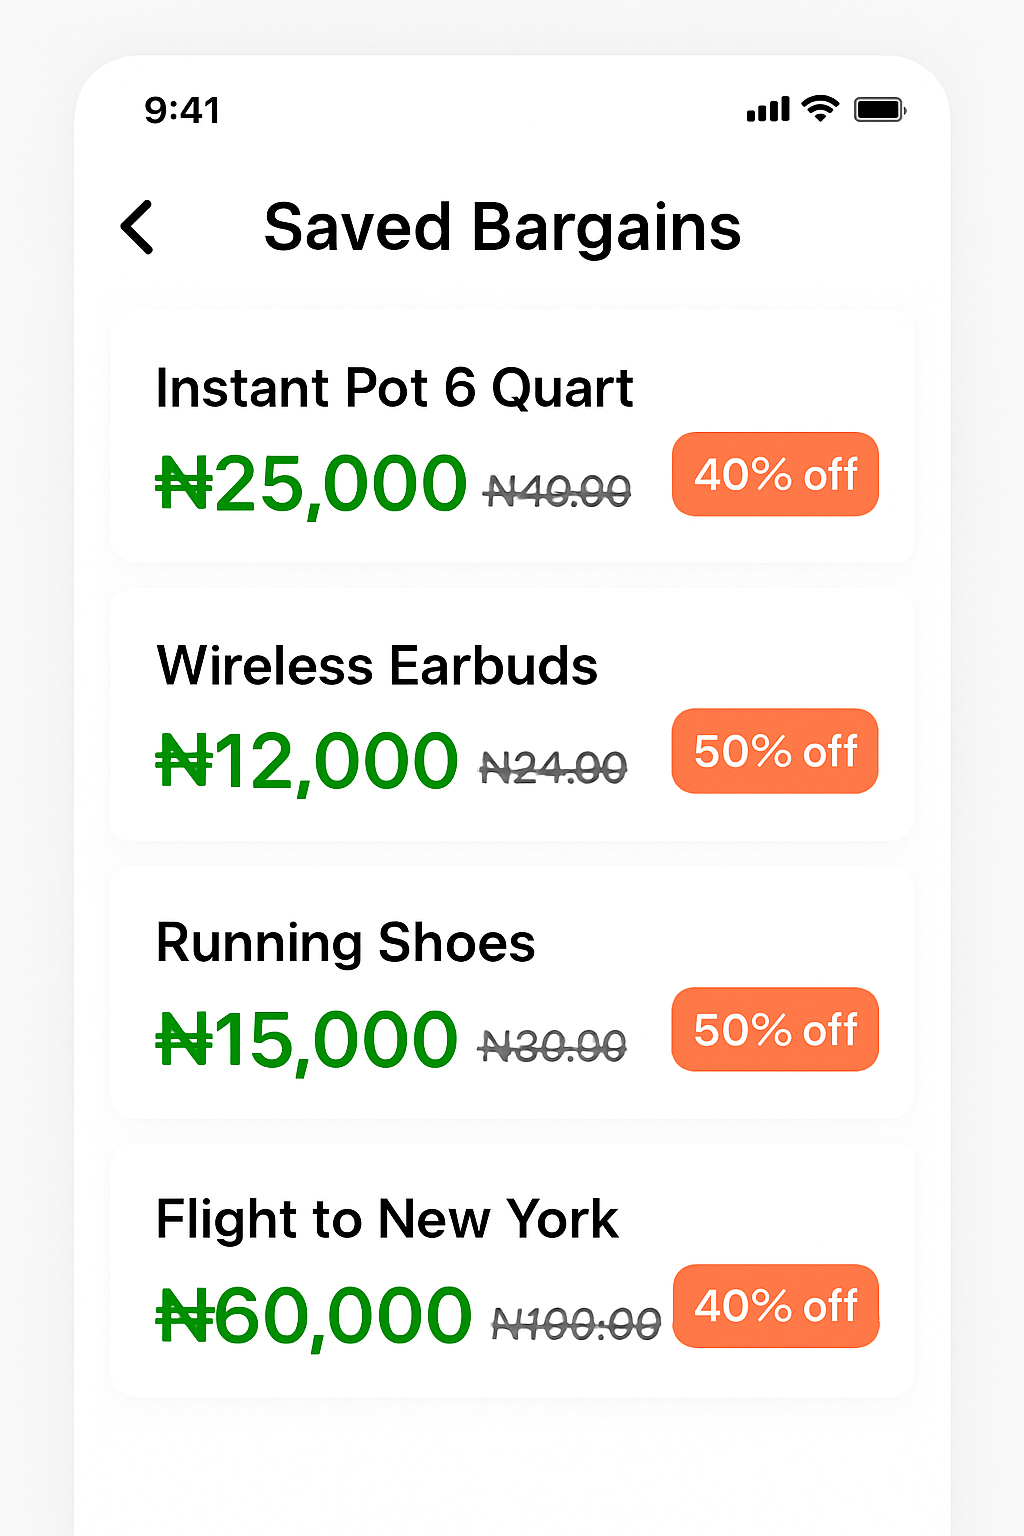 9:41
Saved Bargains
Instant Pot 6 Quart
₦25,000 ₦40.00 40% off
Wireless Earbuds
₦12,000 ₦24.00 50% off
Running Shoes
₦15,000 ₦30.00 50% off
Flight to New York
₦60,000 ₦100:00 40% off